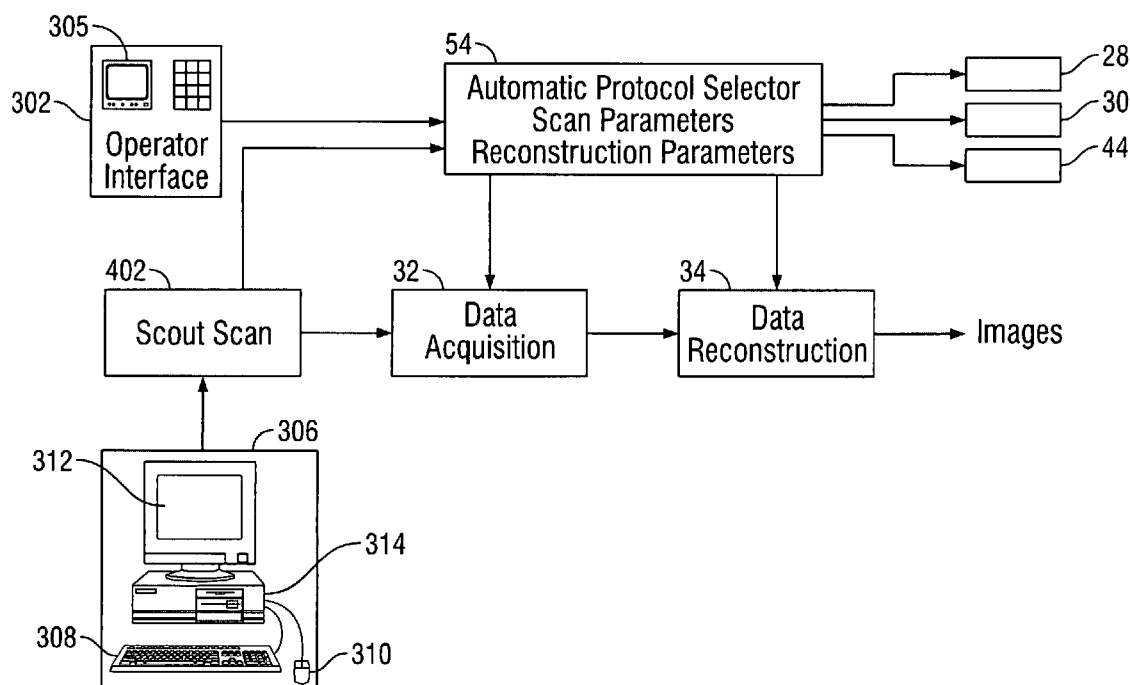 305
302
Operator
Interface
54
Automatic Protocol Selector
Scan Parameters
Reconstruction Parameters
28
30
44
402
Scout Scan
32
Data
Acquisition
34
Data
Reconstruction
Images
306
312
314
308
310